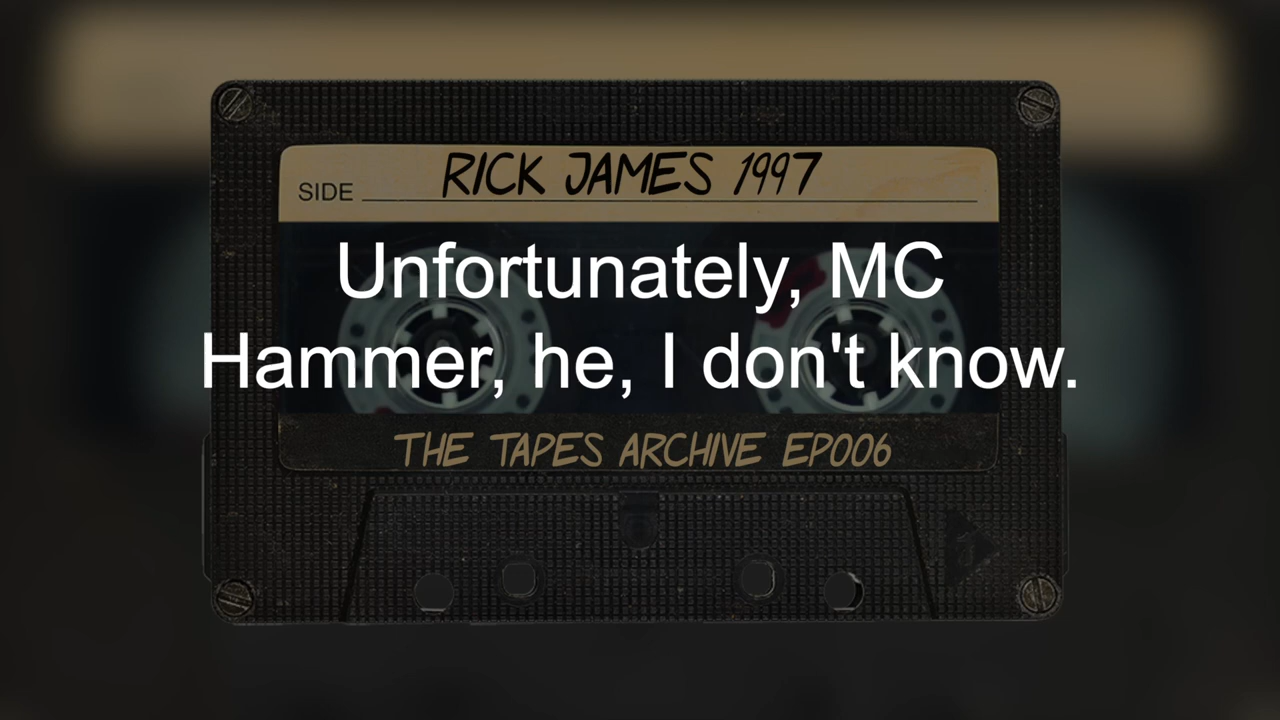 RICK JAMES 1997
SIDE
Unfortunately, MC
Hammer, he, I don't know.
THE TAPES ARCHIVE EP006